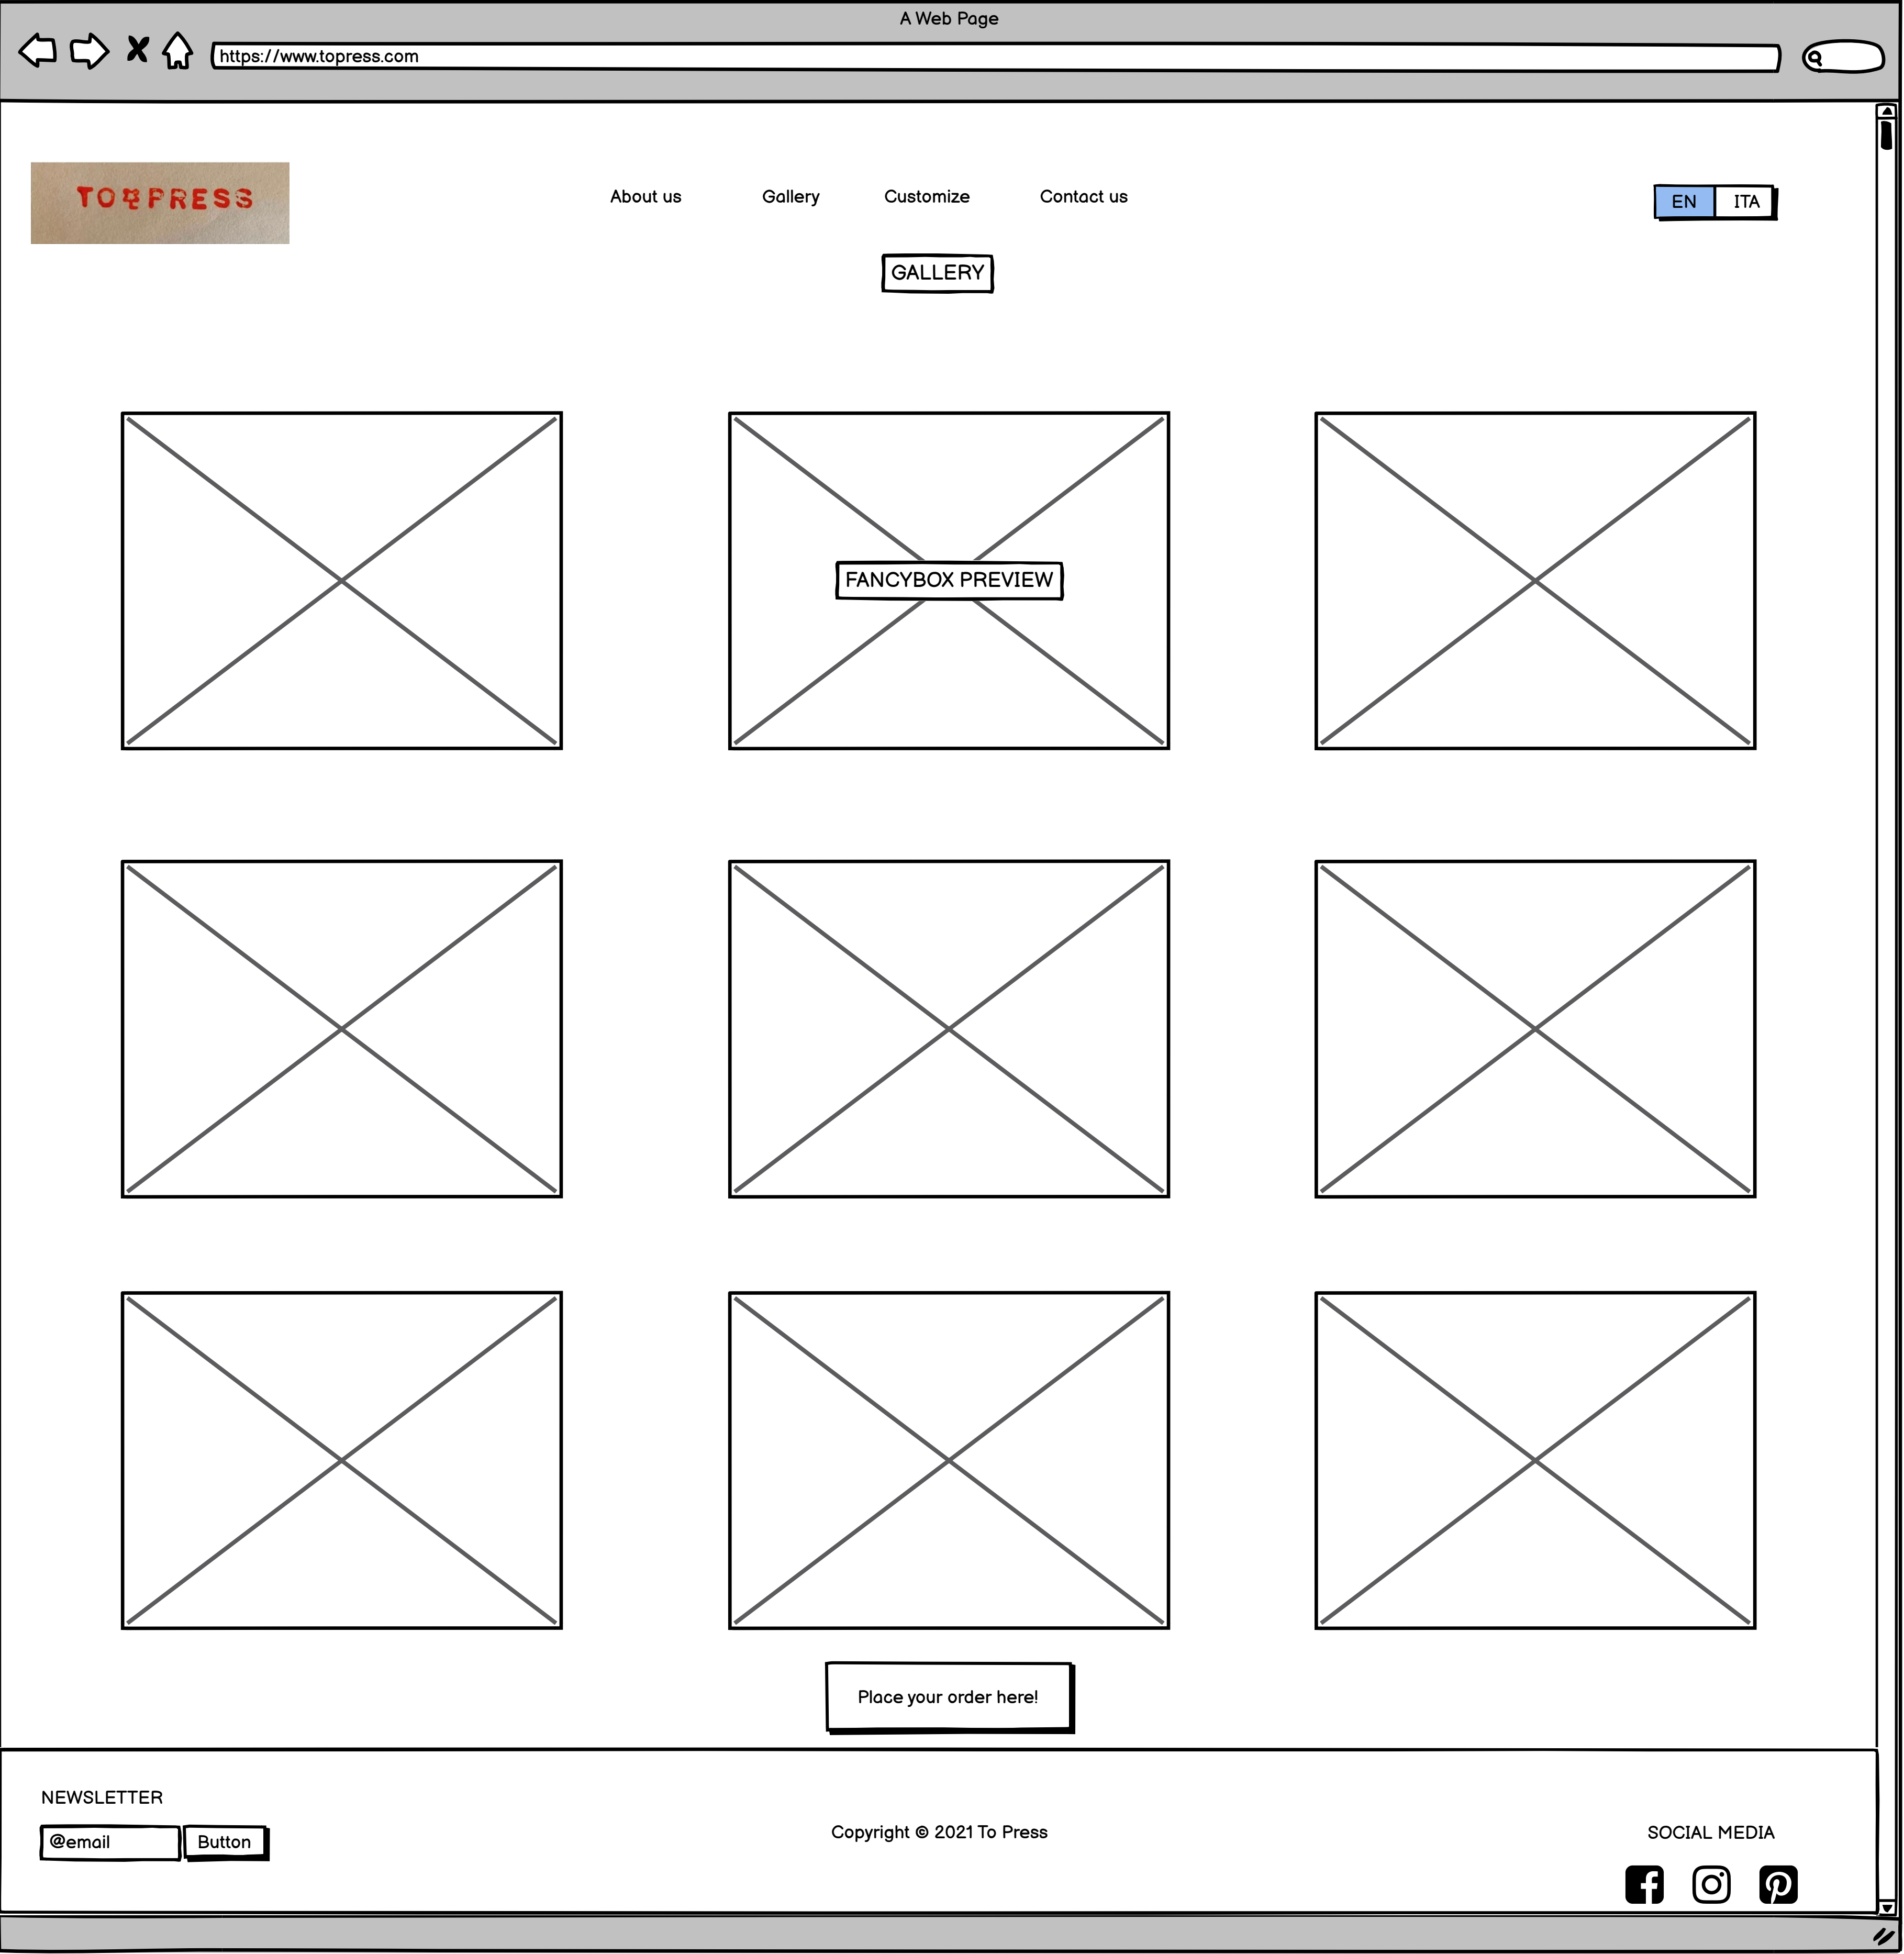 A Web Page
https://www.topress.com
TO PRESS
About us
Gallery
Customize
Contact us
EN
ITA
GALLERY
FANCYBOX PREVIEW
Place your order here!
NEWSLETTER
@email
Button
Copyright © 2021 To Press
SOCIAL MEDIA